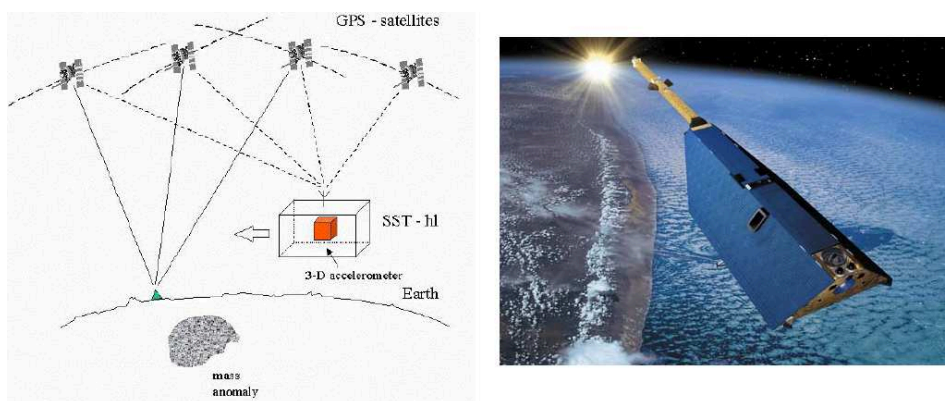 GPS - satellites
SST - hl
3-D accelerometer
Earth
mass
anomaly